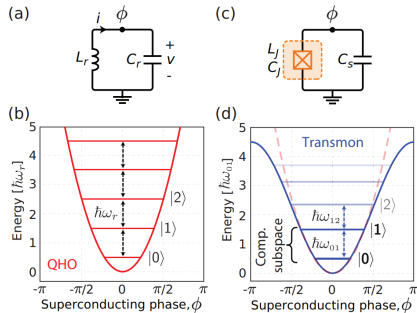 (a)
i
ϕ
L_r
C_r
+
v
-
(c)
ϕ
L_J
C_J
C_s
(b)
Energy [ℏω_r]
5
4
3
2
1
0
QHO
ℏω_r
|2⟩
|1⟩
|0⟩
-π -π/2 0 π/2 π
Superconducting phase, ϕ
(d)
Energy [ℏω_01]
5
4
3
2
1
0
Transmon
Comp.
subspace
|2⟩
ℏω_12
|1⟩
ℏω_01
|0⟩
-π -π/2 0 π/2 π
Superconducting phase, ϕ